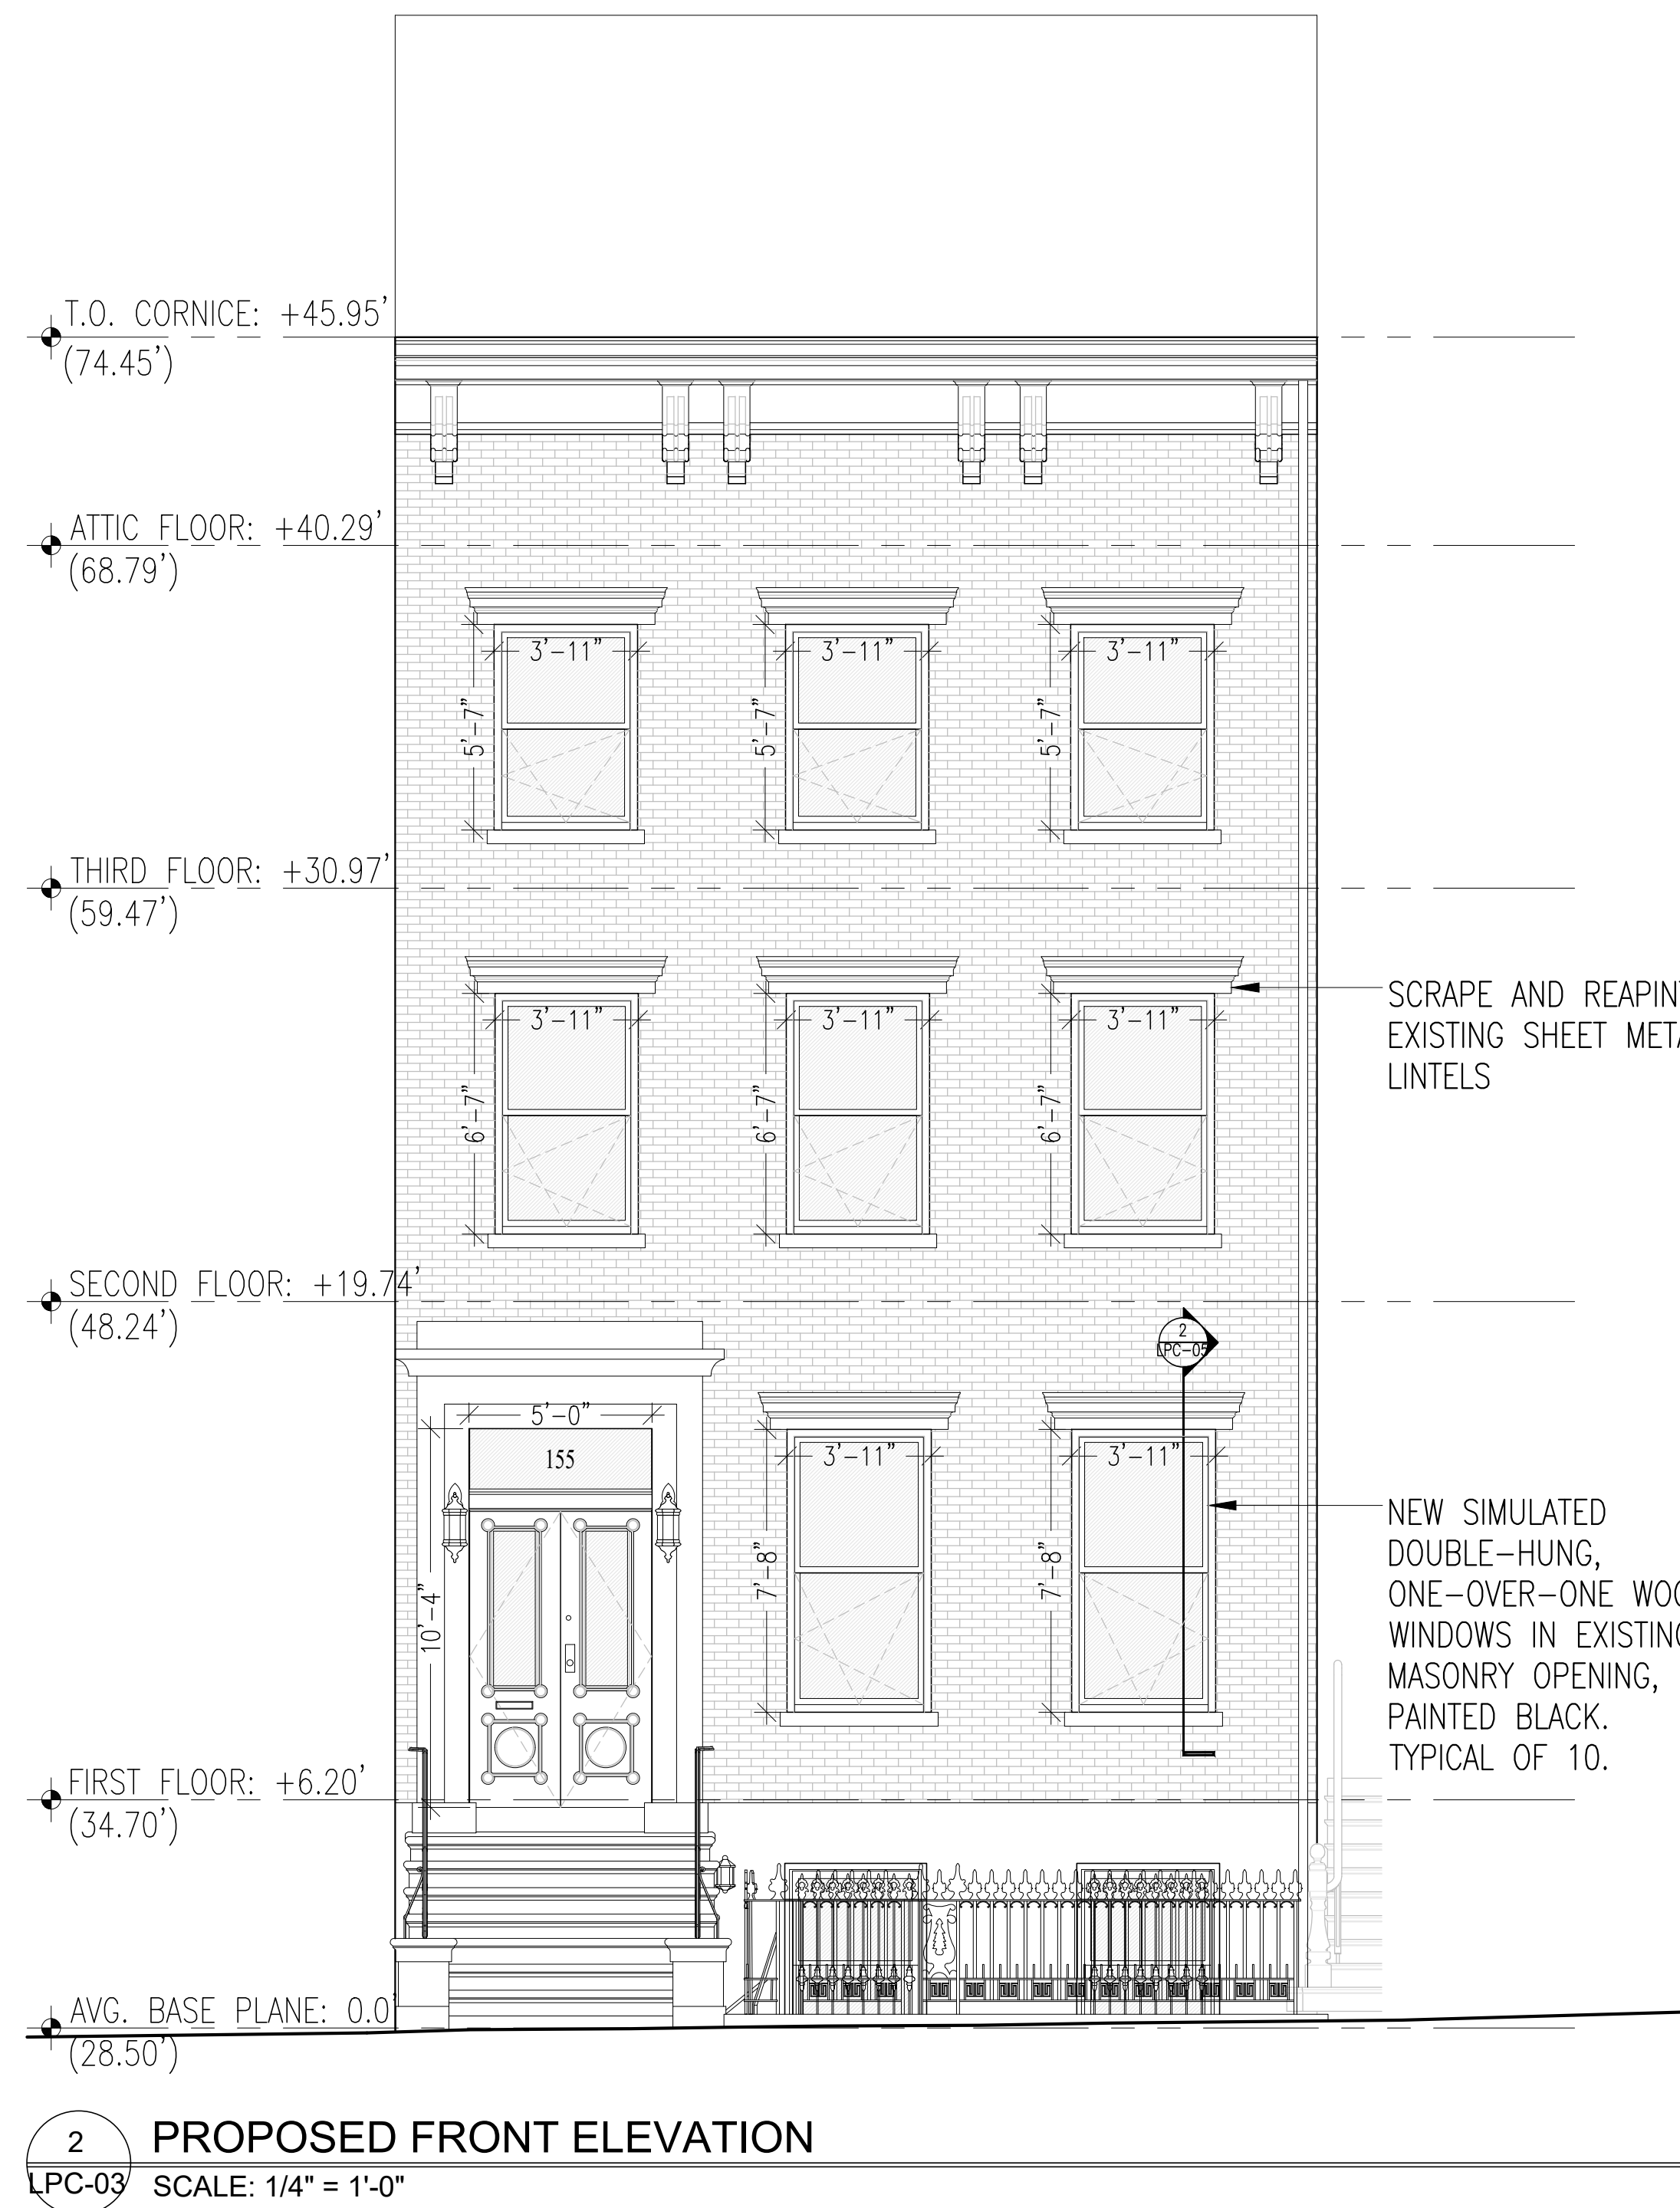 T.O. CORNICE: +45.95'
(74.45')
ATTIC FLOOR: +40.29'
(68.79')
3'-11" 3'-11" 3'-11"
5'-7" 5'-7" 5'-7"
THIRD FLOOR: +30.97'
(59.47')
SCRAPE AND REAPIN
EXISTING SHEET META
LINTELS
3'-11" 3'-11" 3'-11"
6'-7" 6'-7" 6'-7"
SECOND FLOOR: +19.74'
(48.24')
2
LPC-05
5'-0"
155
3'-11" 3'-11"
10'-4"
7'-8" 7'-8"
NEW SIMULATED
DOUBLE-HUNG,
ONE-OVER-ONE WOO
WINDOWS IN EXISTING
MASONRY OPENING,
PAINTED BLACK.
TYPICAL OF 10.
FIRST FLOOR: +6.20'
(34.70')
AVG. BASE PLANE: 0.0'
(28.50')
2
LPC-03
PROPOSED FRONT ELEVATION
SCALE: 1/4" = 1'-0"